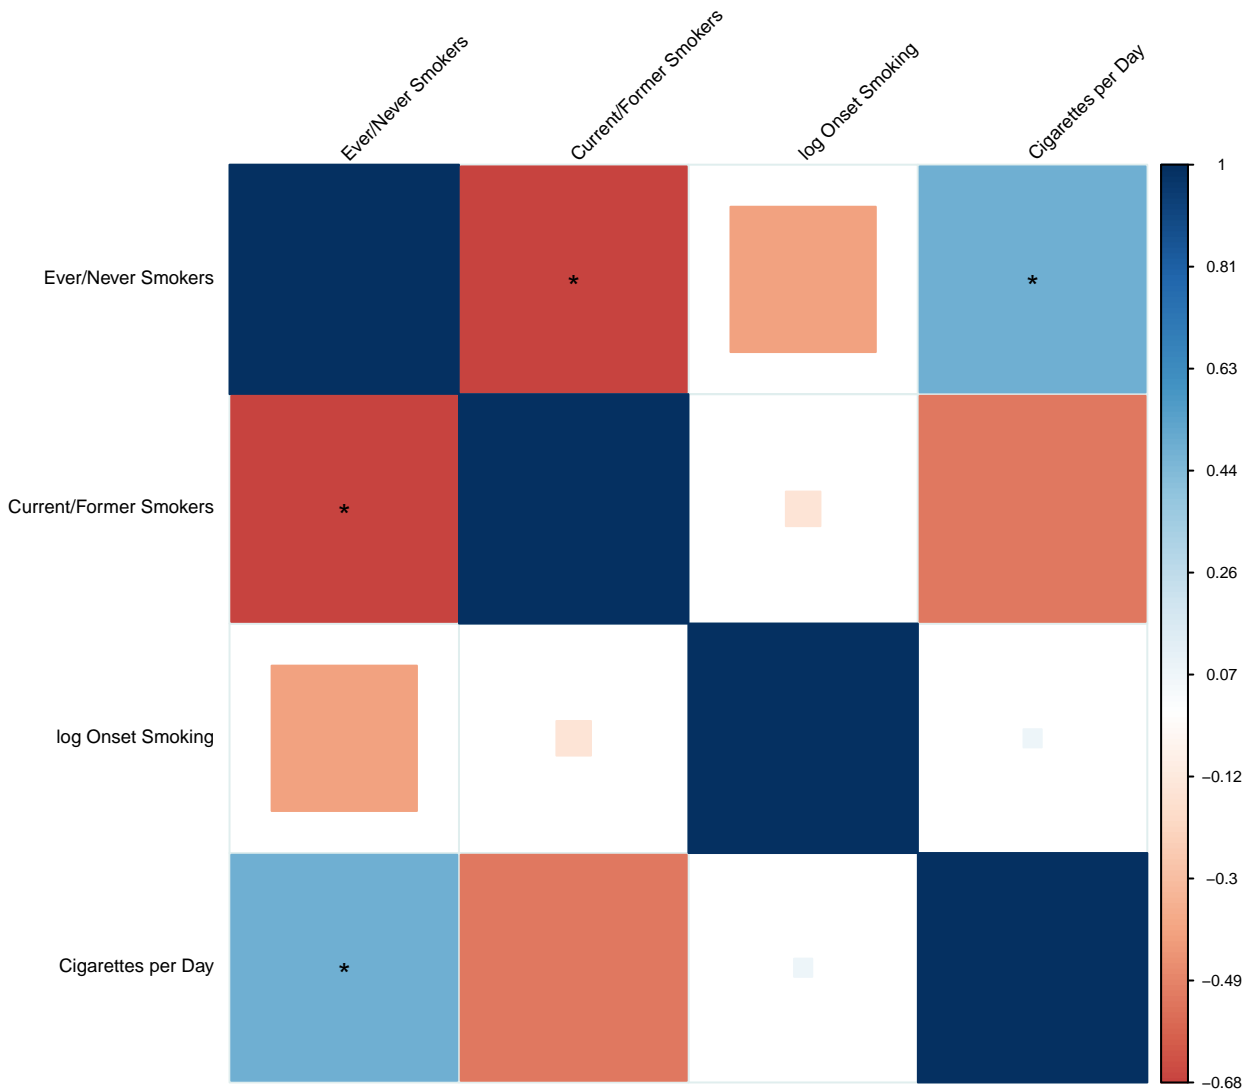 Ever/Never Smokers
Current/Former Smokers
log Onset Smoking
Cigarettes per Day
1
Ever/Never Smokers
*
*
0.81
0.63
0.44
Current/Former Smokers
*
0.26
0.07
log Onset Smoking
−0.12
−0.3
Cigarettes per Day
*
−0.49
−0.68